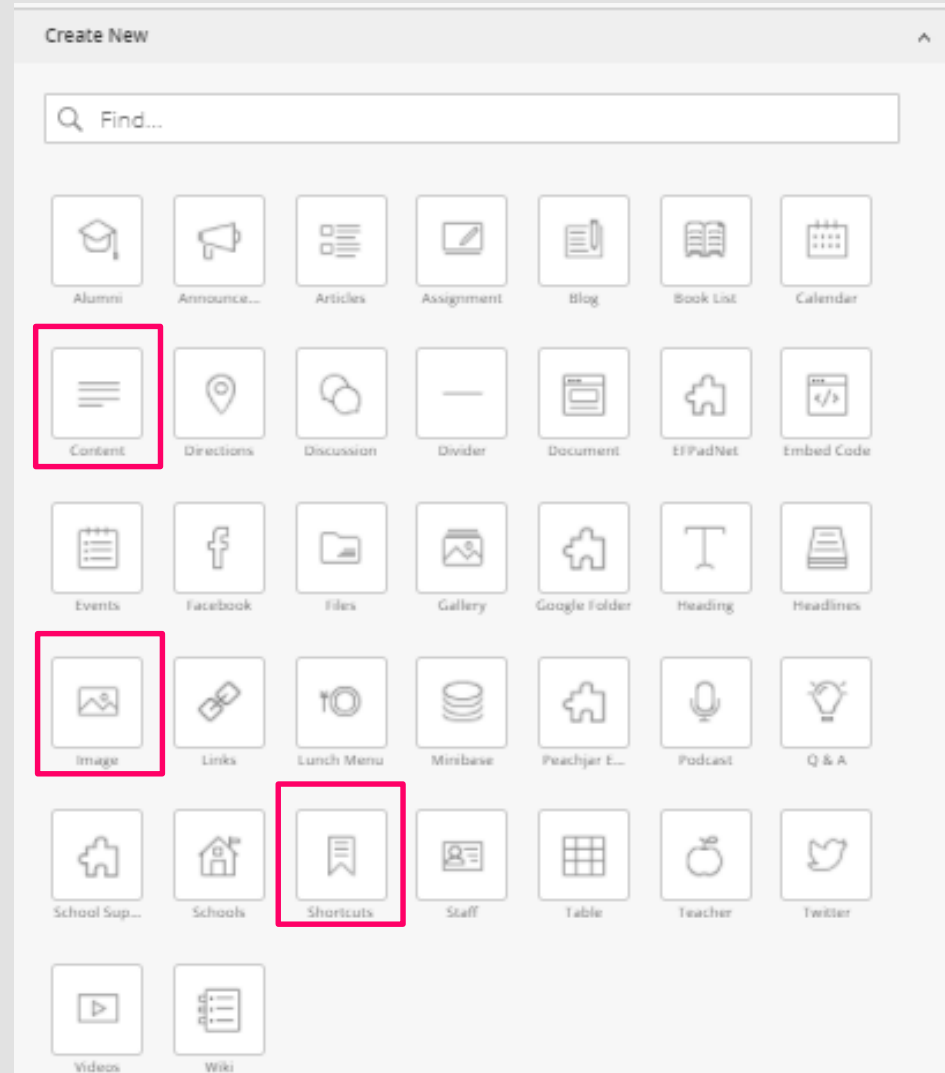 Create New
Find...
Alumni Announce... Articles Assignment Blog Book List Calendar
Content Directions Discussion Divider Document EFPadNet Embed Code
Events Facebook Files Gallery Google Folder Heading Headlines
Image Links Lunch Menu Minibase Peachjar E... Podcast Q & A
School Sup... Schools Shortcuts Staff Table Teacher Twitter
Videos Wiki